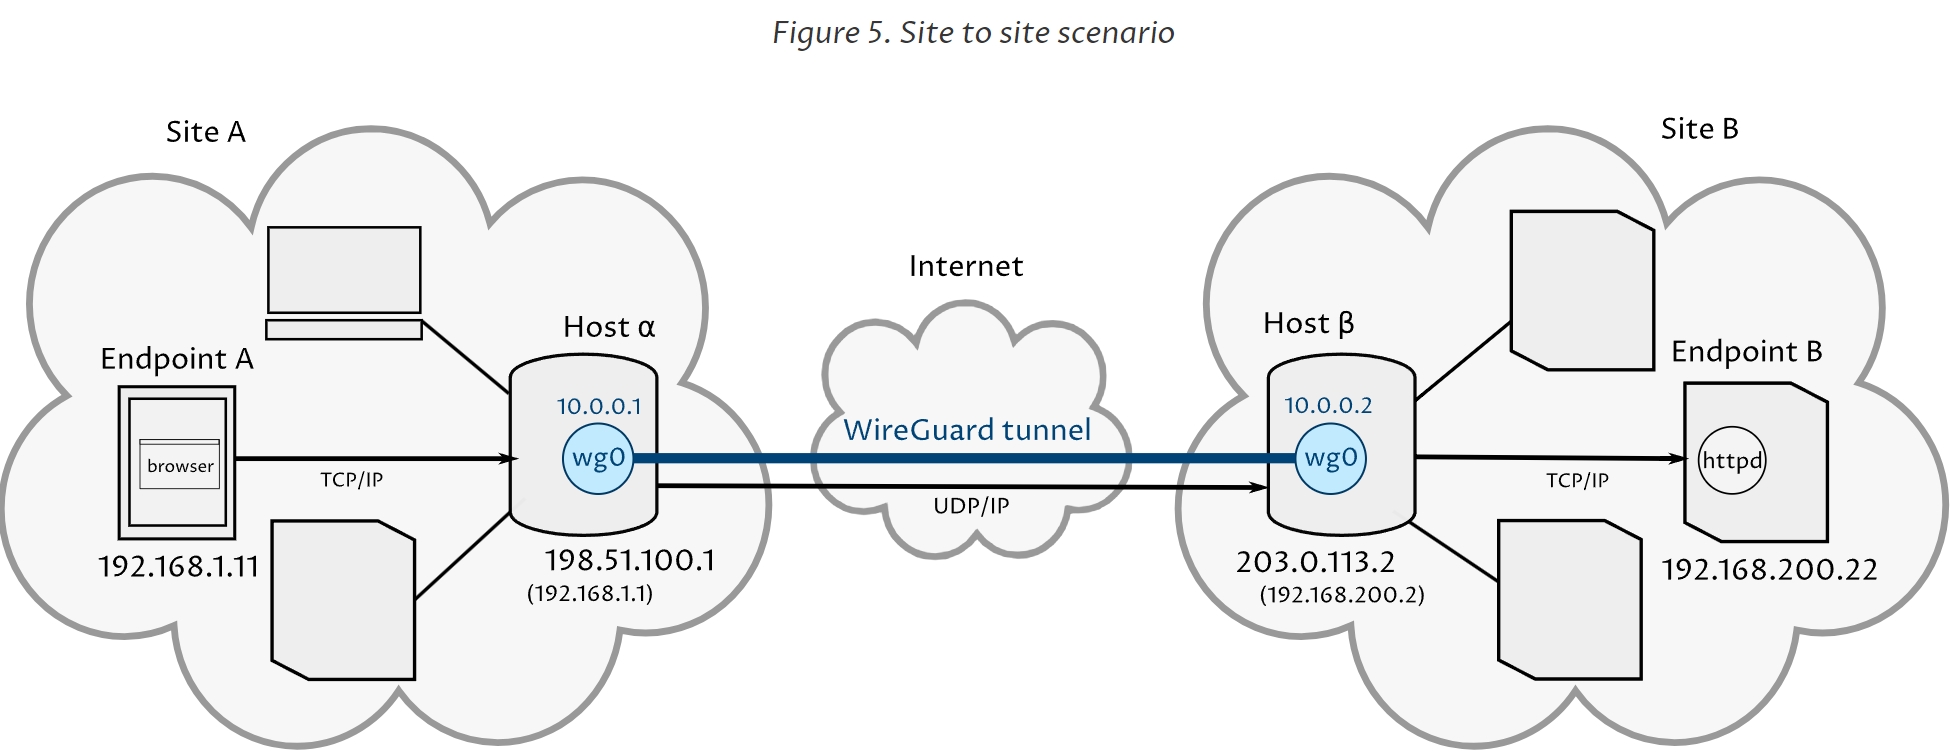 Figure 5. Site to site scenario
Site A
Endpoint A
browser
192.168.1.11
TCP/IP
Host α
10.0.0.1
wg0
198.51.100.1
(192.168.1.1)
Internet
WireGuard tunnel
UDP/IP
Site B
Host β
10.0.0.2
wg0
203.0.113.2
(192.168.200.2)
TCP/IP
Endpoint B
httpd
192.168.200.22